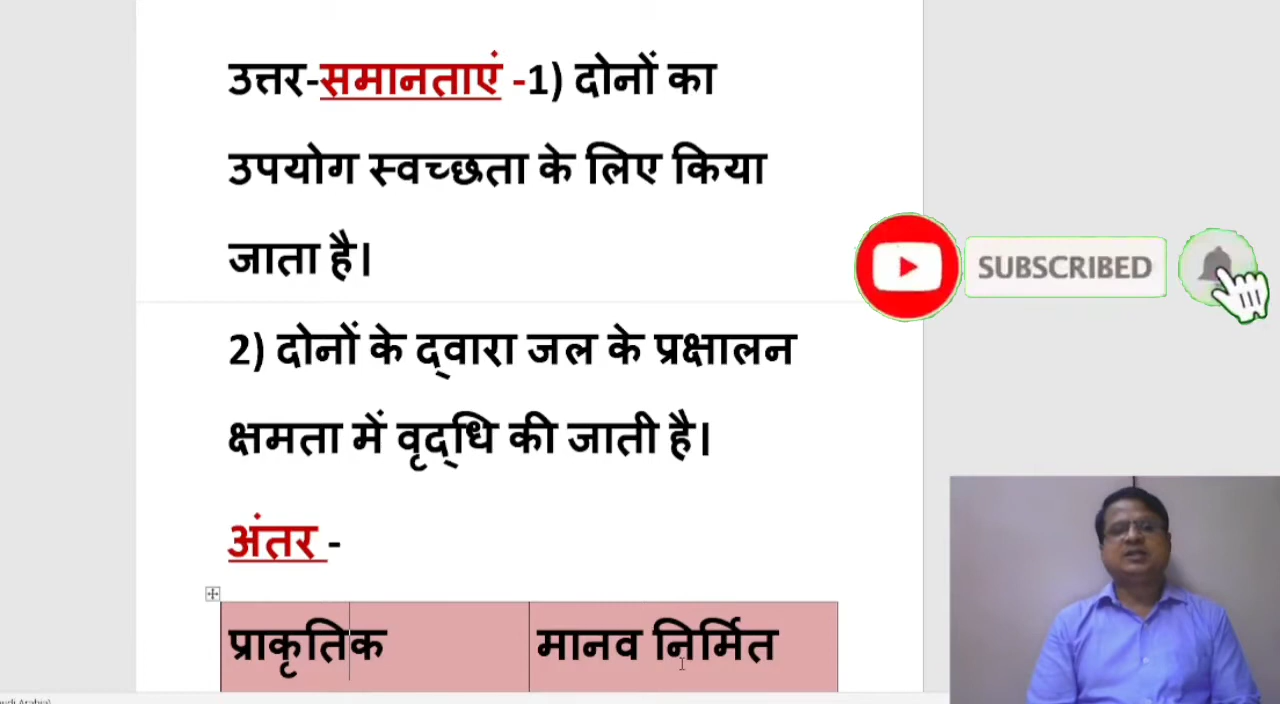 उत्तर-समानताएं -1) दोनों का
उपयोग स्वच्छता के लिए किया
जाता है।
SUBSCRIBED
2) दोनों के द्वारा जल के प्रक्षालन
क्षमता में वृद्धि की जाती है।
अंतर -
प्राकृतिक मानव निर्मित